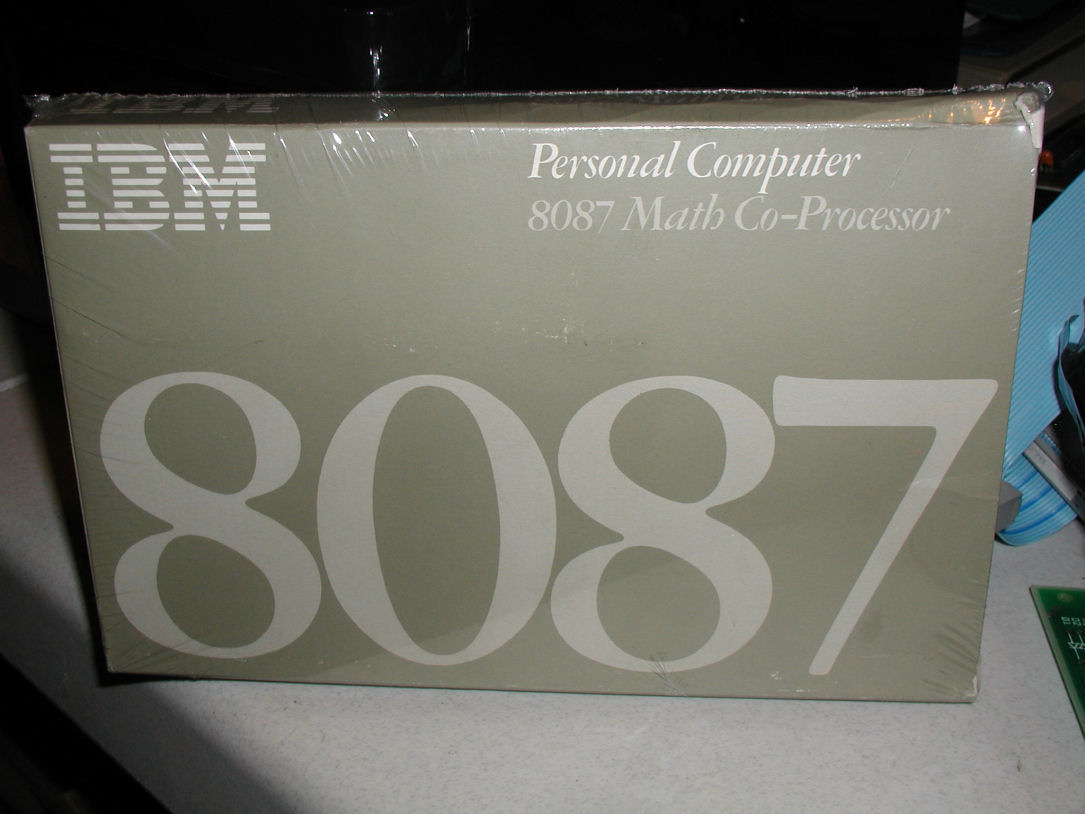 IBM
Personal Computer
8087 Math Co-Processor
8087